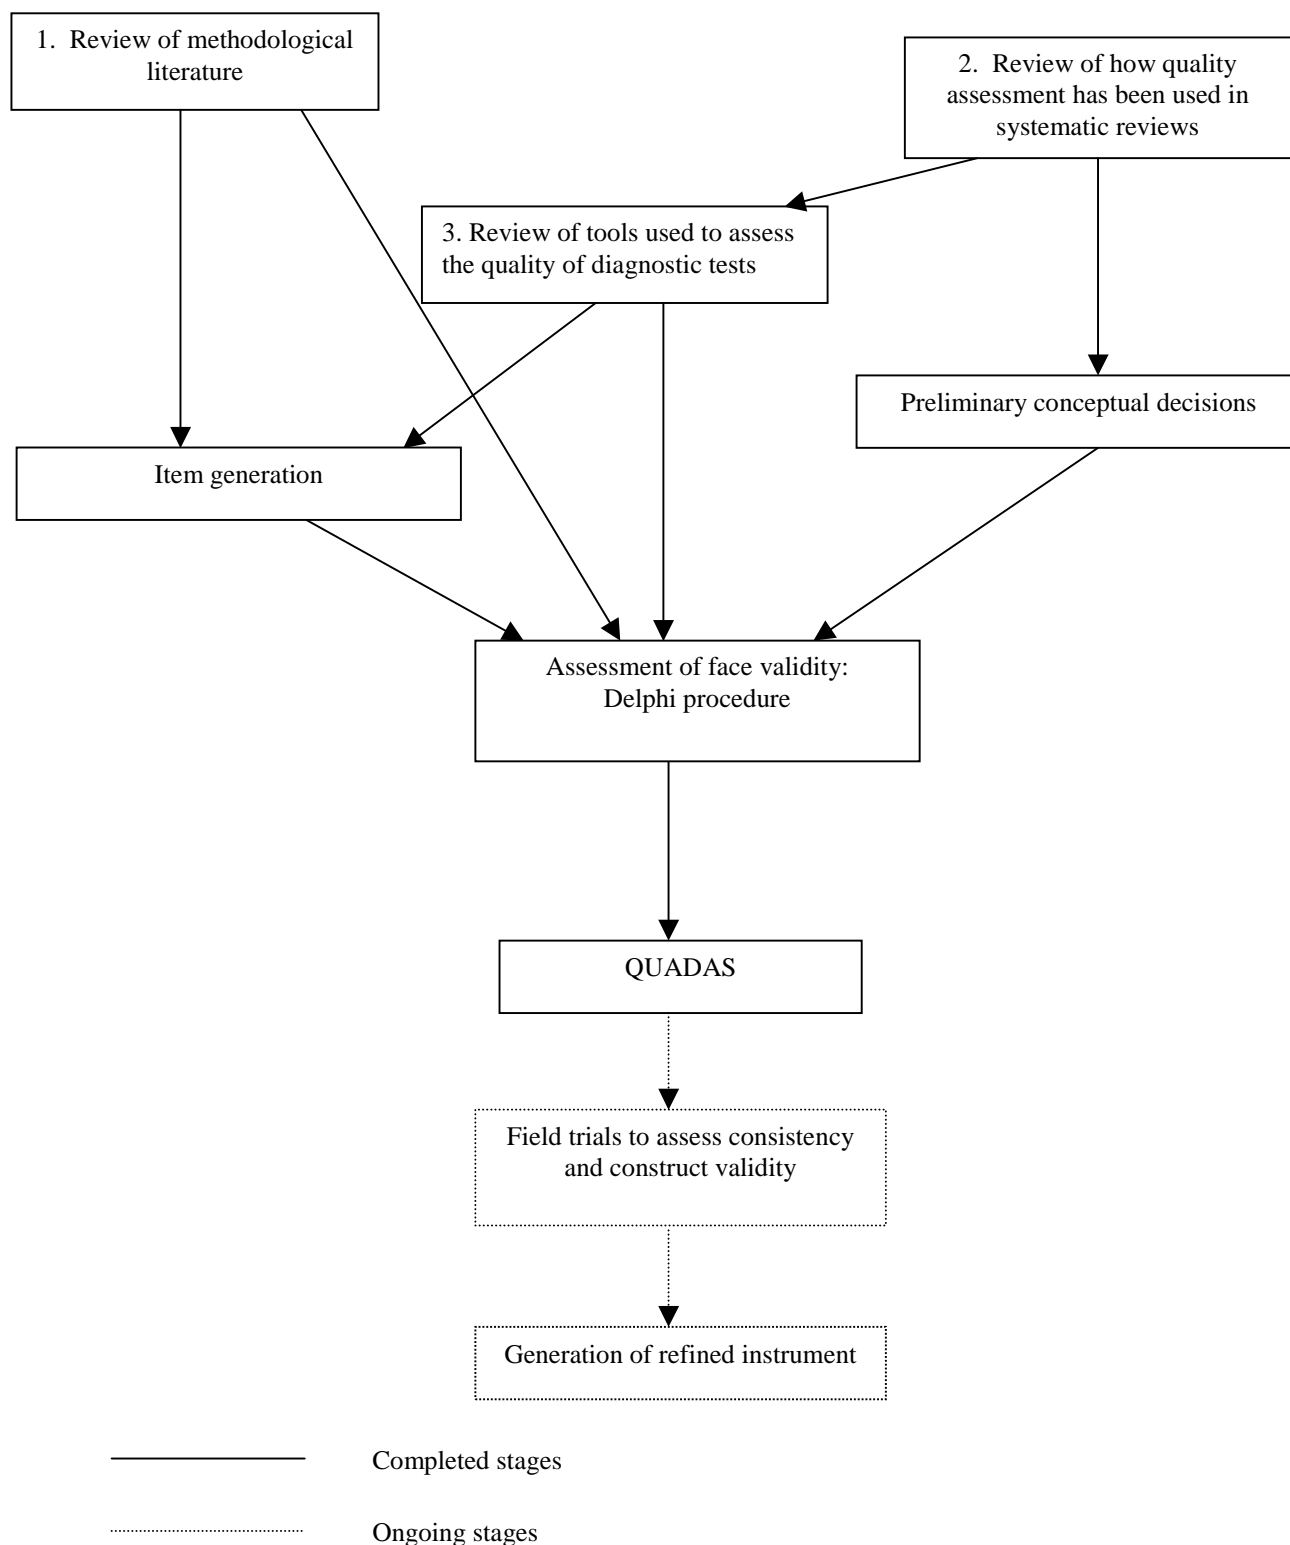 1. Review of methodological
literature
2. Review of how quality
assessment has been used in
systematic reviews
3. Review of tools used to assess
the quality of diagnostic tests
Preliminary conceptual decisions
Item generation
Assessment of face validity:
Delphi procedure
QUADAS
Field trials to assess consistency
and construct validity
Generation of refined instrument
Completed stages
Ongoing stages